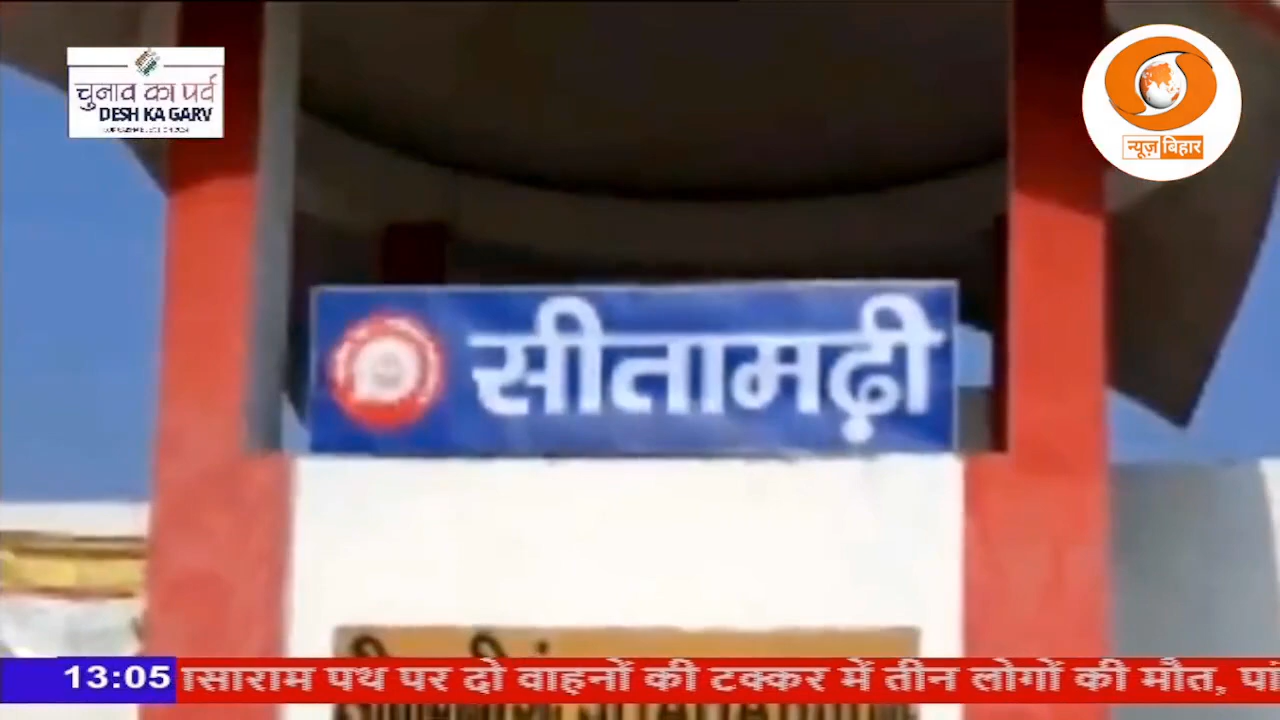 चुनाव का पर्व
DESH KA GARV
न्यूज़ बिहार
सीतामढ़ी
13:05
ासाराम पथ पर दो वाहनों की टक्कर में तीन लोगों की मौत, पां